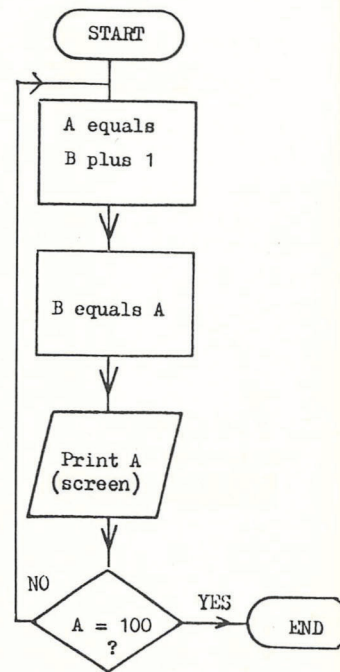 START
A equals
B plus 1
B equals A
Print A
(screen)
NO
A = 100
?
YES
END